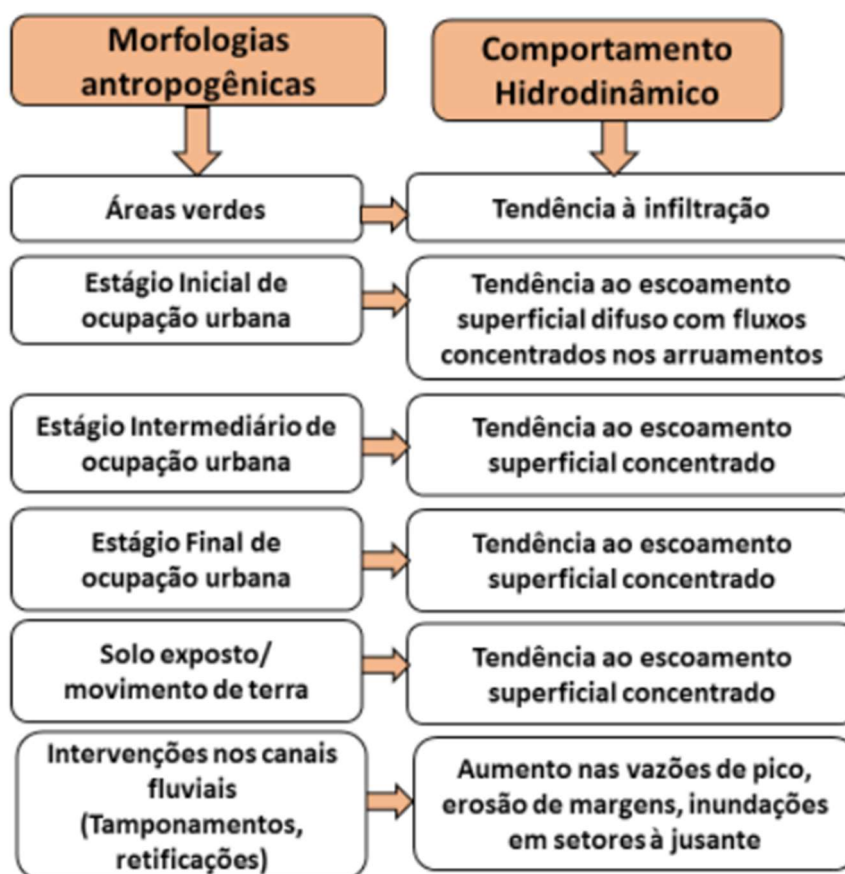 Morfologias
antropogênicas
Comportamento
Hidrodinâmico
Áreas verdes
Tendência à infiltração
Estágio Inicial de
ocupação urbana
Tendência ao escoamento
superficial difuso com fluxos
concentrados nos arruamentos
Estágio Intermediário de
ocupação urbana
Tendência ao escoamento
superficial concentrado
Estágio Final de
ocupação urbana
Tendência ao escoamento
superficial concentrado
Solo exposto/
movimento de terra
Tendência ao escoamento
superficial concentrado
Intervenções nos canais
fluviais
(Tamponamentos,
retificações)
Aumento nas vazões de pico,
erosão de margens, inundações
em setores à jusante